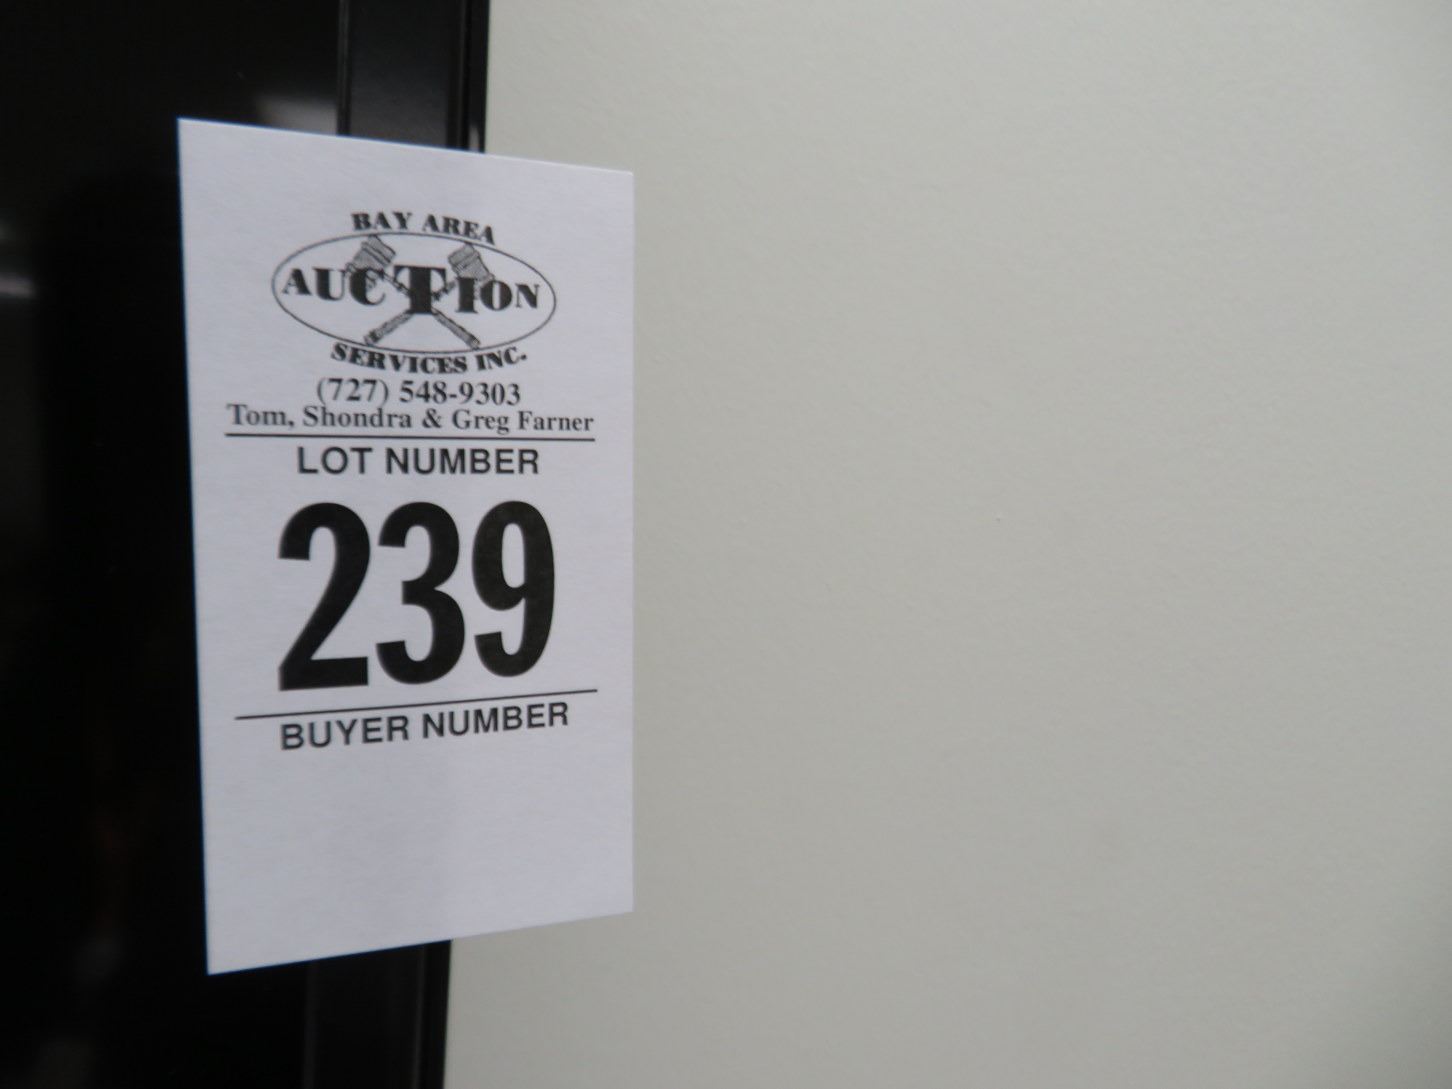 BAY AREA
AUCTION
SERVICES INC.
(727) 548-9303
Tom, Shondra & Greg Farner
LOT NUMBER
239
BUYER NUMBER